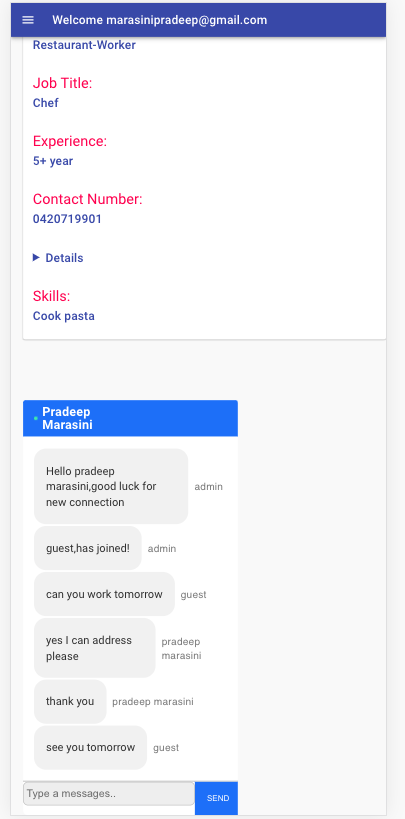 Welcome marasinipradeep@gmail.com
Restaurant-Worker
Job Title:
Chef
Experience:
5+ year
Contact Number:
0420719901
Details
Skills:
Cook pasta
Pradeep
Marasini
Hello pradeep
marasini,good luck for
new connection
admin
guest,has joined!
admin
can you work tomorrow
guest
yes I can address
please
pradeep
marasini
thank you
pradeep marasini
see you tomorrow
guest
Type a messages..
SEND